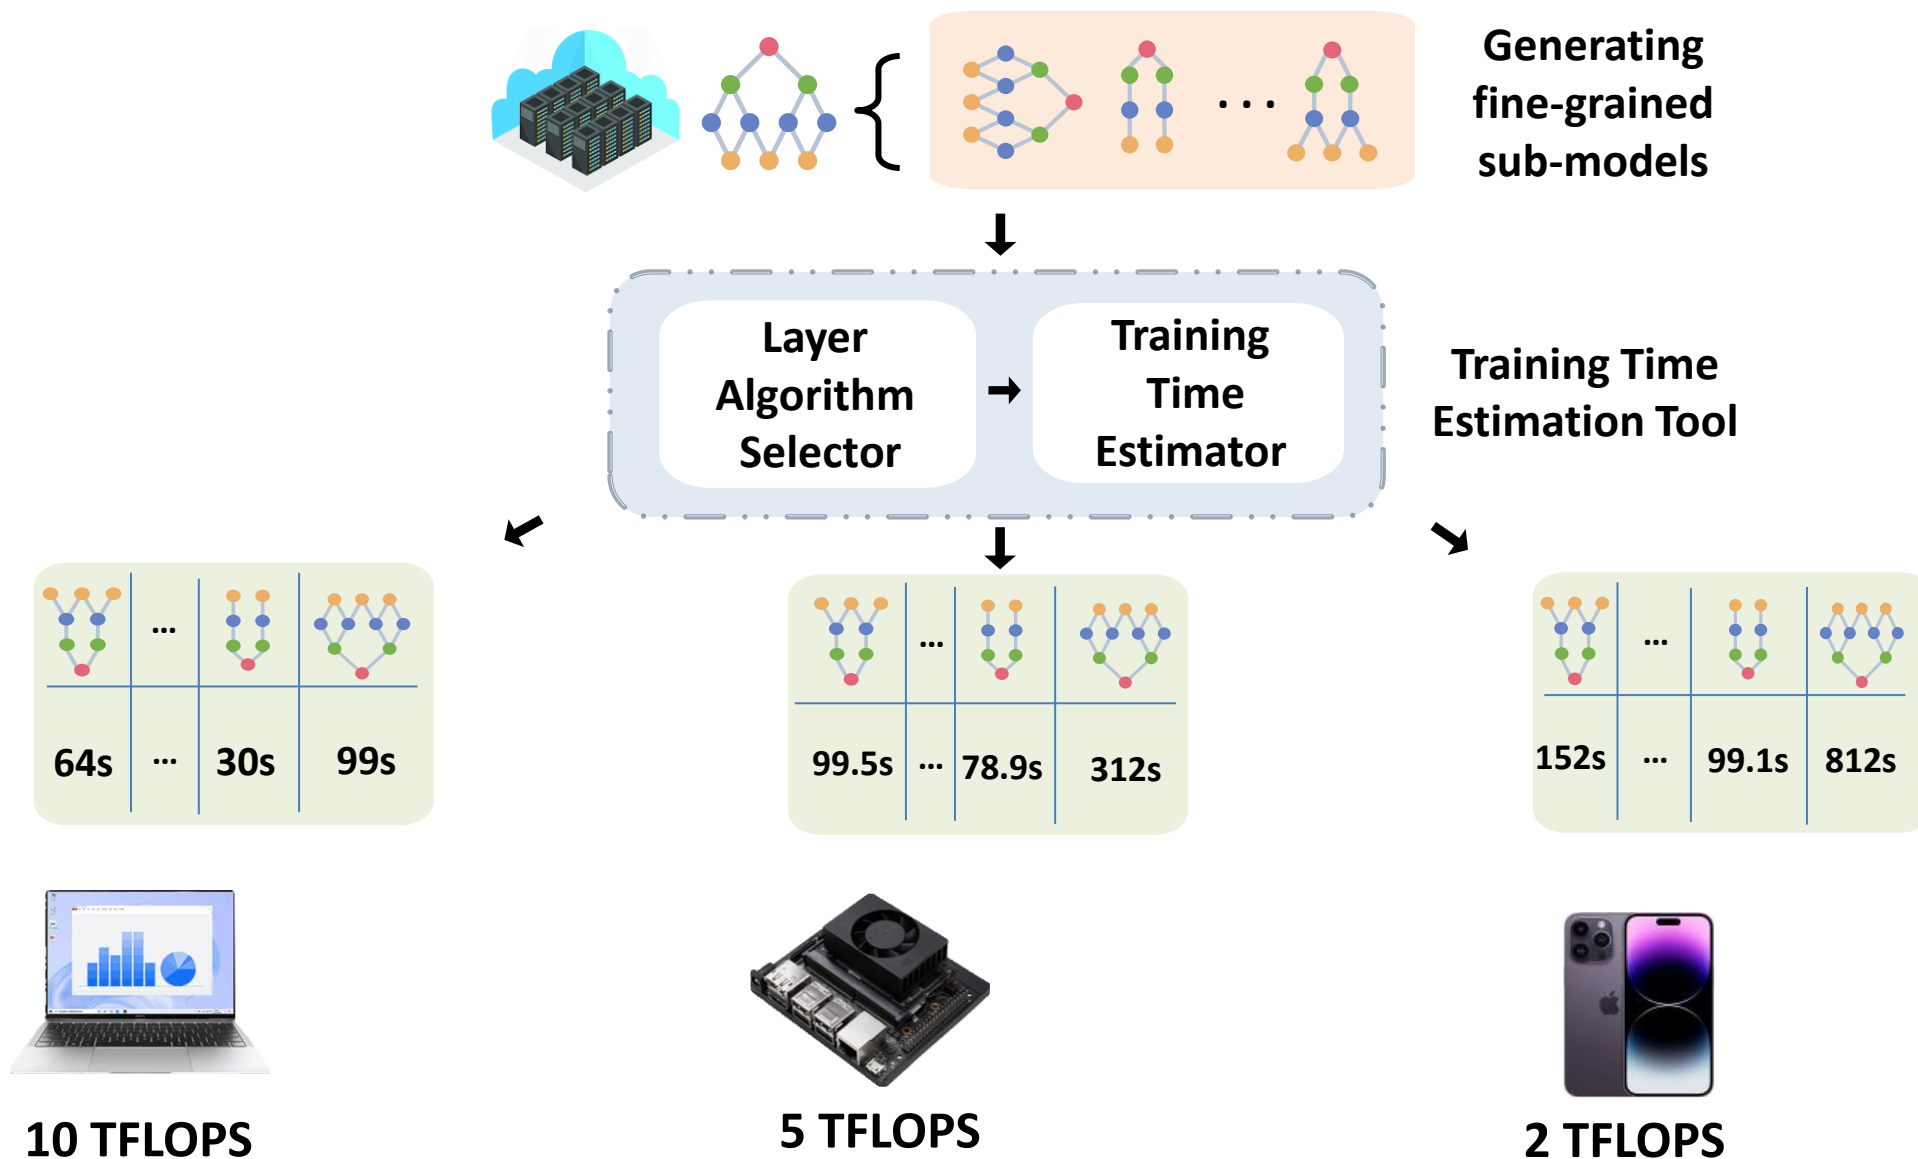 Generating
fine-grained
sub-models
. . .
Layer
Algorithm
Selector
Training
Time
Estimator
Training Time
Estimation Tool
...
64s
...
30s
99s
...
99.5s
...
78.9s
312s
...
152s
...
99.1s
812s
10 TFLOPS
5 TFLOPS
2 TFLOPS